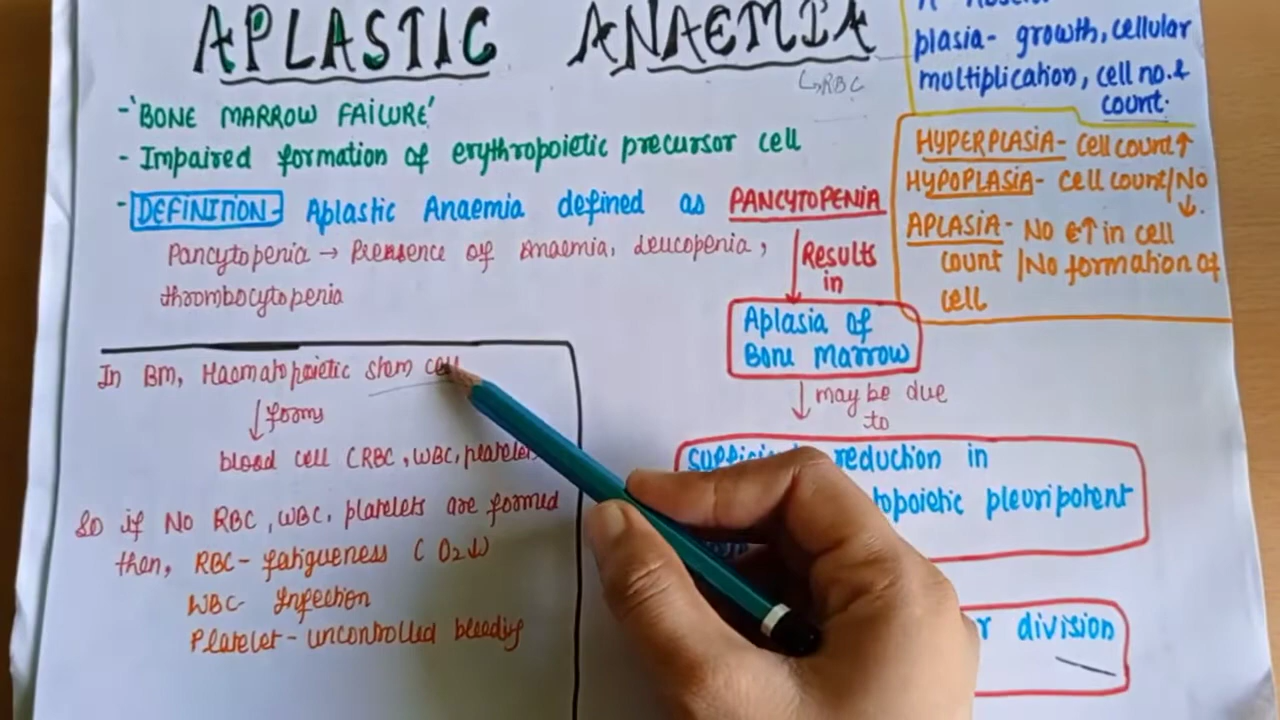 APLASTIC ANAEMIA
↳RBC
-'BONE MARROW FAILURE'
- Impaired formation of erythropoietic precursor cell
- DEFINITION- Aplastic Anaemia defined as PANCYTOPENIA
Pancytopenia → Presence of Anaemia, Leucopenia,
thrombocytopenia
Results
in
Aplasia of
Bone Marrow
may be due
to
reduction in
pleuripotent
division
In BM, Haematopoietic stem cell
forms
blood cell (RBC, WBC, platelets
So if No RBC, WBC, platelets are formed
then, RBC- fatigueness ( O2↓)
WBC- Infection
Platelet- uncontrolled bleeding
plasia- growth, cellular
multiplication, cell no. &
count.
HYPERPLASIA- Cell count↑
HYPOPLASIA- cell count/No
↓.
APLASIA- No ↑ in cell
count /No formation of
cell